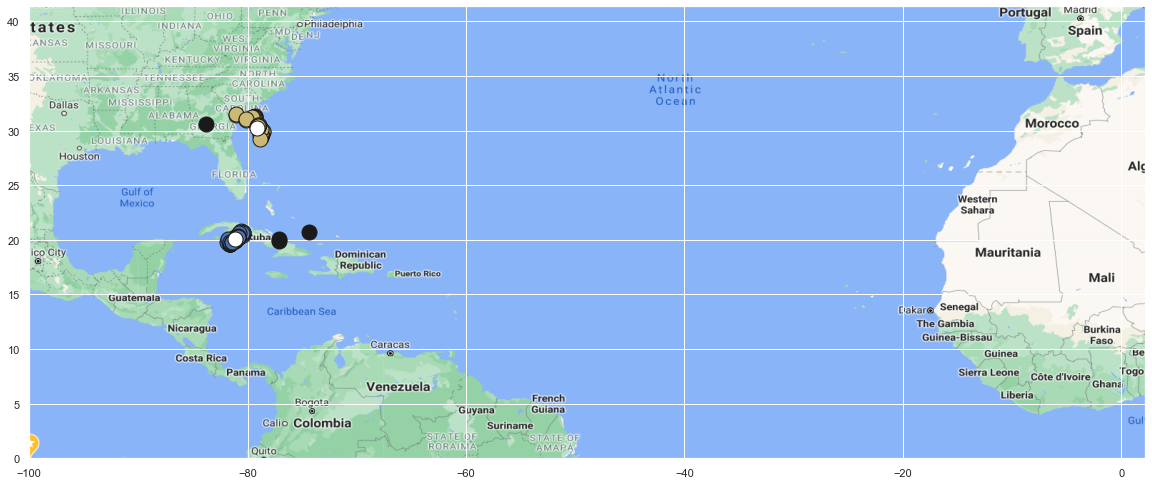 ILLINOIS
OHIO
PENN
Philadelphia
Madrid
tates
INDIANA
MD
DE
NJ
Portugal
Spain
KANSAS
MISSOURI
WEST
VIRGINIA
KENTUCKY
VIRGINIA
OKLAHOMA
TENNESSEE
NORTH
CAROLINA
North
Atlantic
Ocean
ARKANSAS
Dallas
MISSISSIPPI
SOUTH
CAROLINA
ALABAMA
GEORGIA
EXAS
LOUISIANA
Houston
Morocco
FLORIDA
Alg
Gulf of
Mexico
Western
Sahara
Cuba
ico City
Dominican
Republic
Puerto Rico
Mauritania
Mali
Guatemala
Caribbean Sea
Nicaragua
Dakar
Senegal
The Gambia
Guinea-Bissau
Burkina
Faso
Costa Rica
Panama
Caracas
Guinea
Be
Venezuela
Sierra Leone
Côte d'Ivoire
Togo
Ghana
Liberia
Bogota
Guyana
French
Guiana
Suriname
Cali
Colombia
STATE OF
RORAIMA
STATE OF
AMAPA
Gulf
Quito
40
35
30
25
20
15
10
5
0
−100
−80
−60
−40
−20
0